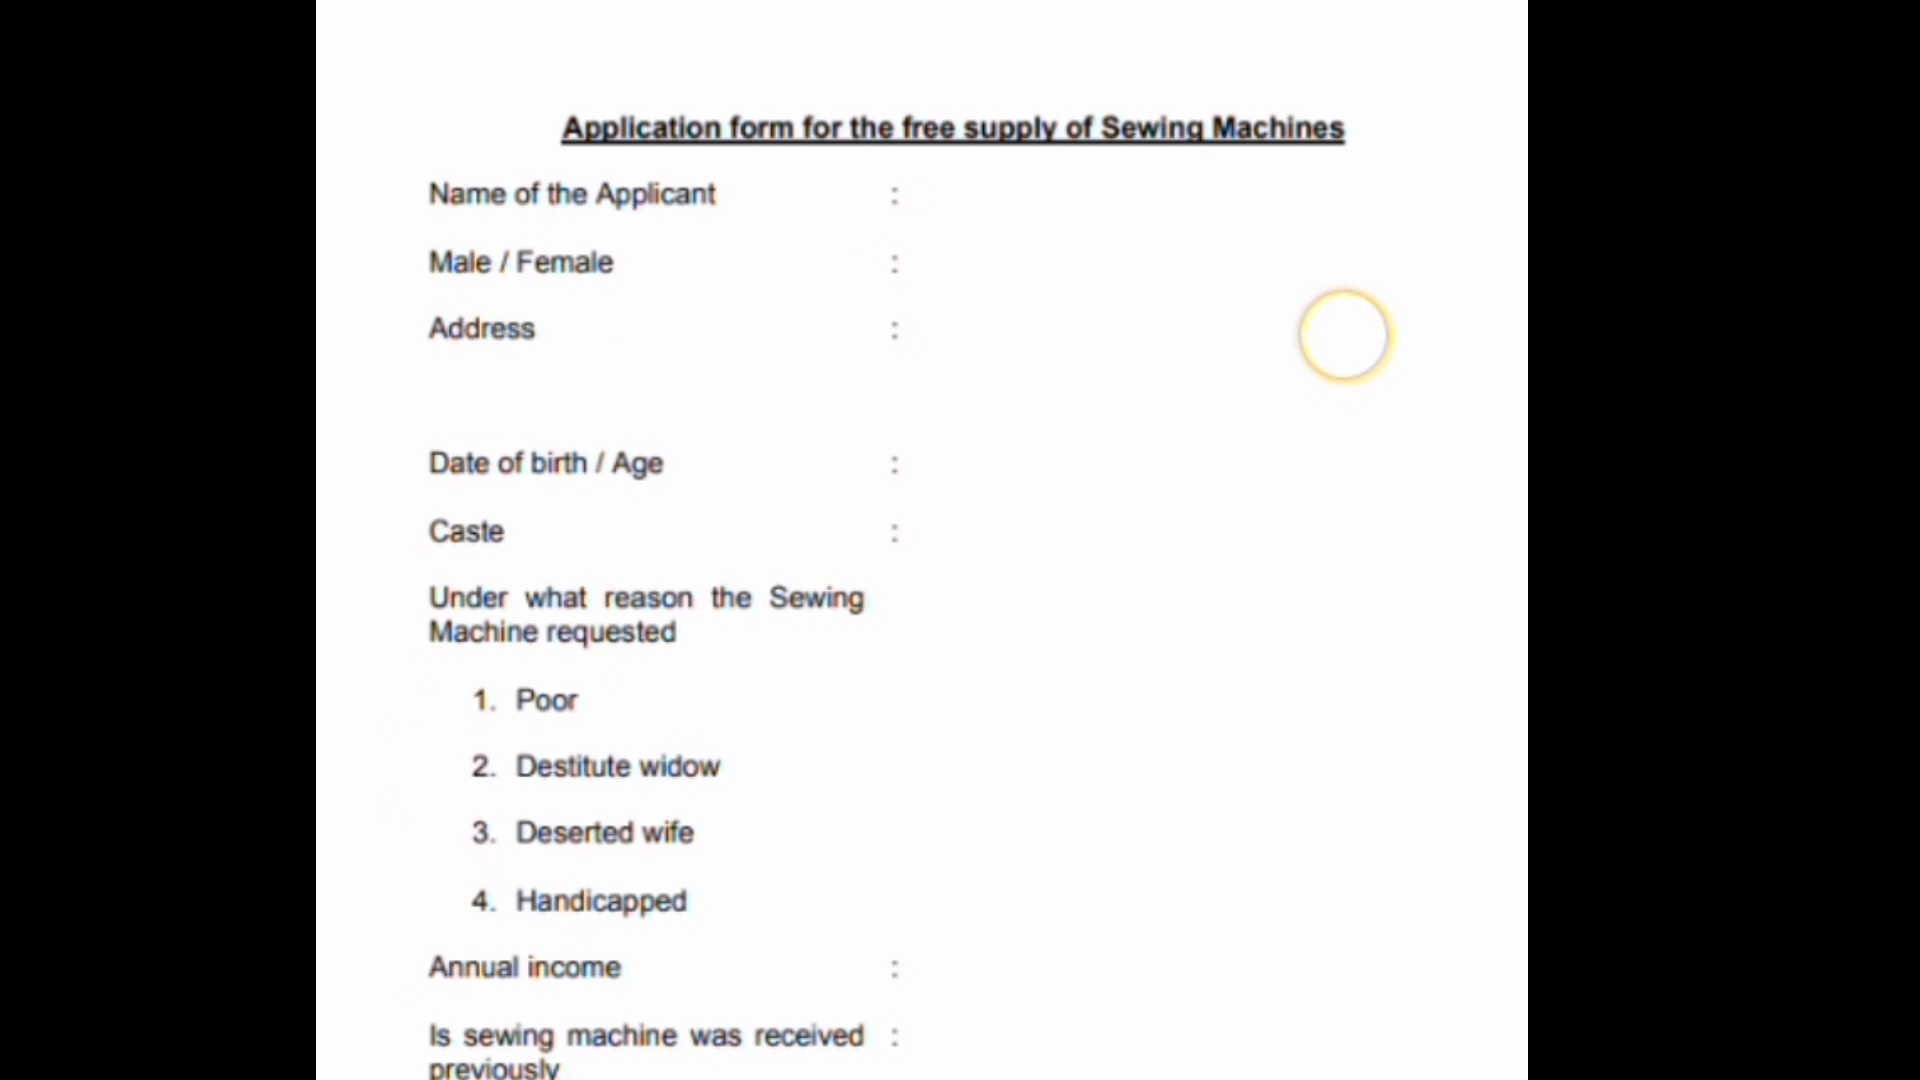 Application form for the free supply of Sewing Machines
Name of the Applicant :
Male / Female :
Address :
Date of birth / Age :
Caste :
Under what reason the Sewing
Machine requested
1. Poor
2. Destitute widow
3. Deserted wife
4. Handicapped
Annual income :
Is sewing machine was received :
previously